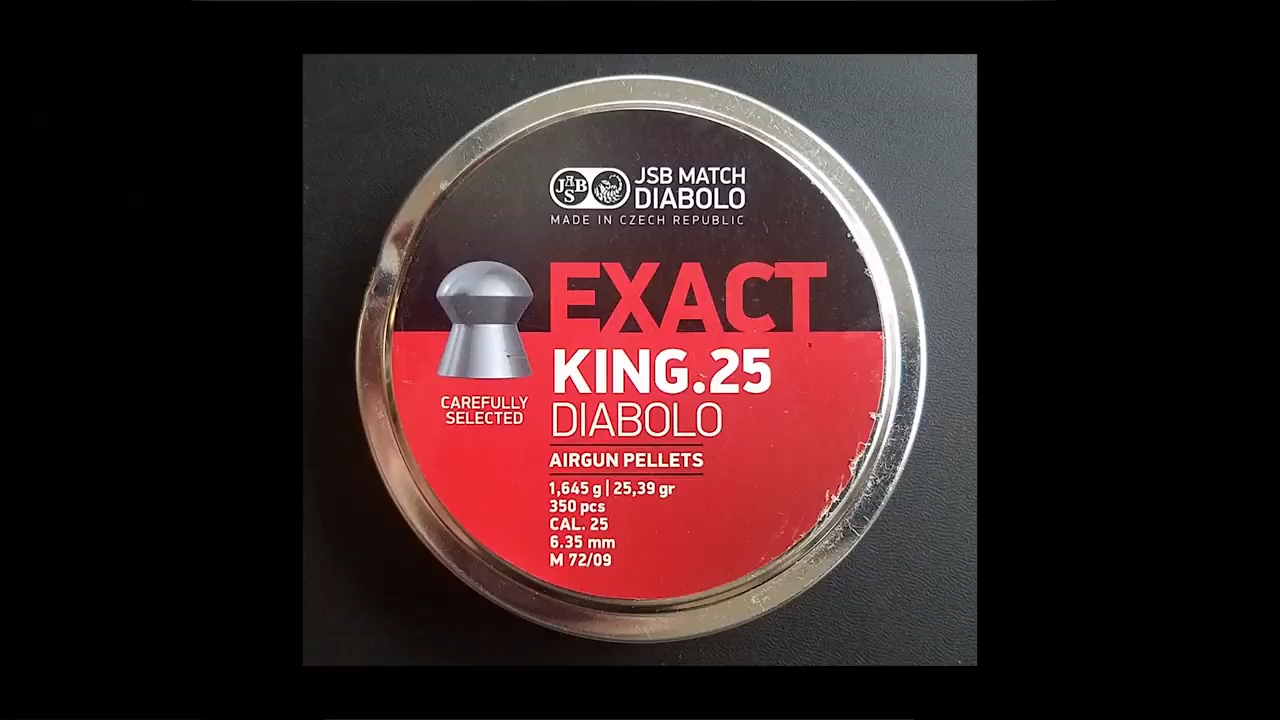 JSB
JSB MATCH
DIABOLO
MADE IN CZECH REPUBLIC
EXACT
KING.25
DIABOLO
CAREFULLY
SELECTED
AIRGUN PELLETS
1,645 g | 25,39 gr
350 pcs
CAL. 25
6.35 mm
M 72/09